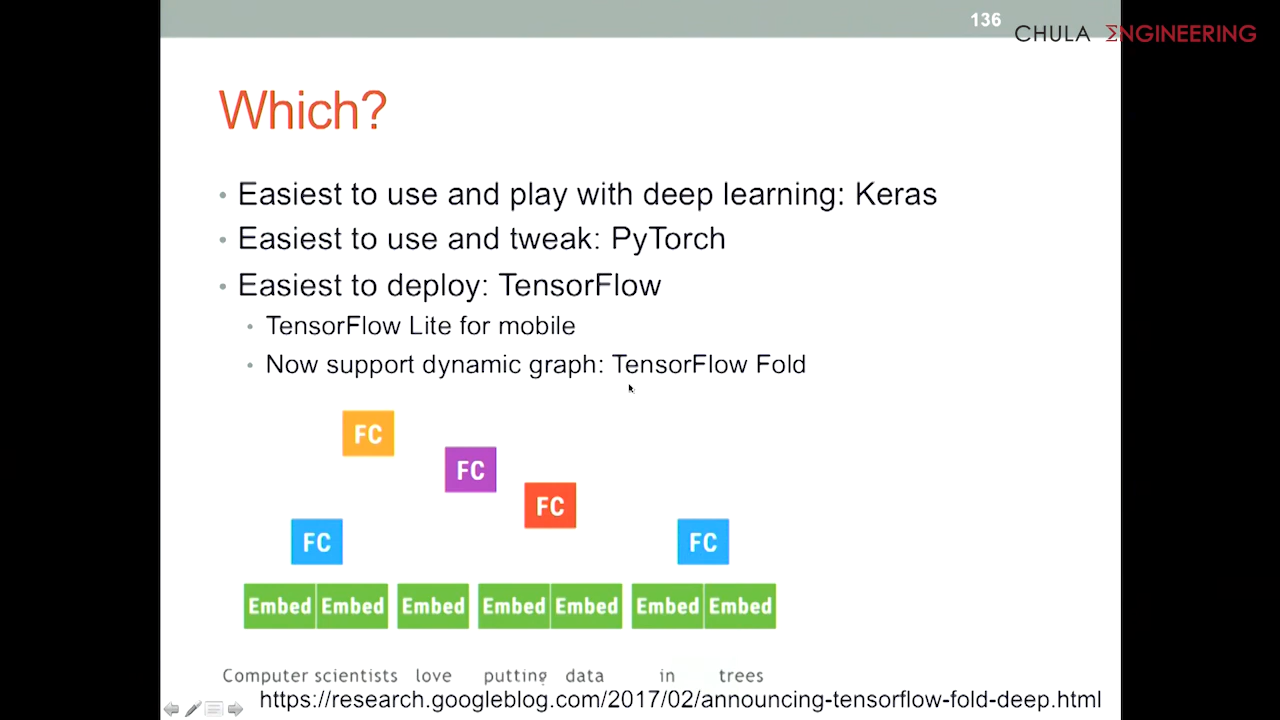 136
CHULA ΣNGINEERING
Which?
• Easiest to use and play with deep learning: Keras
• Easiest to use and tweak: PyTorch
• Easiest to deploy: TensorFlow
• TensorFlow Lite for mobile
• Now support dynamic graph: TensorFlow Fold
FC
FC
FC
FC FC
Embed Embed Embed Embed Embed Embed Embed
Computer scientists love putting data in trees
https://research.googleblog.com/2017/02/announcing-tensorflow-fold-deep.html